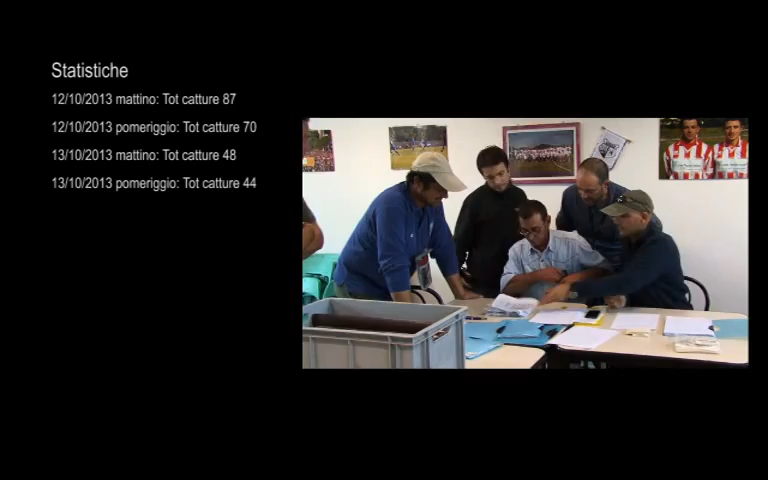 Statistiche
12/10/2013 mattino: Tot catture 87
12/10/2013 pomeriggio: Tot catture 70
13/10/2013 mattino: Tot catture 48
13/10/2013 pomeriggio: Tot catture 44